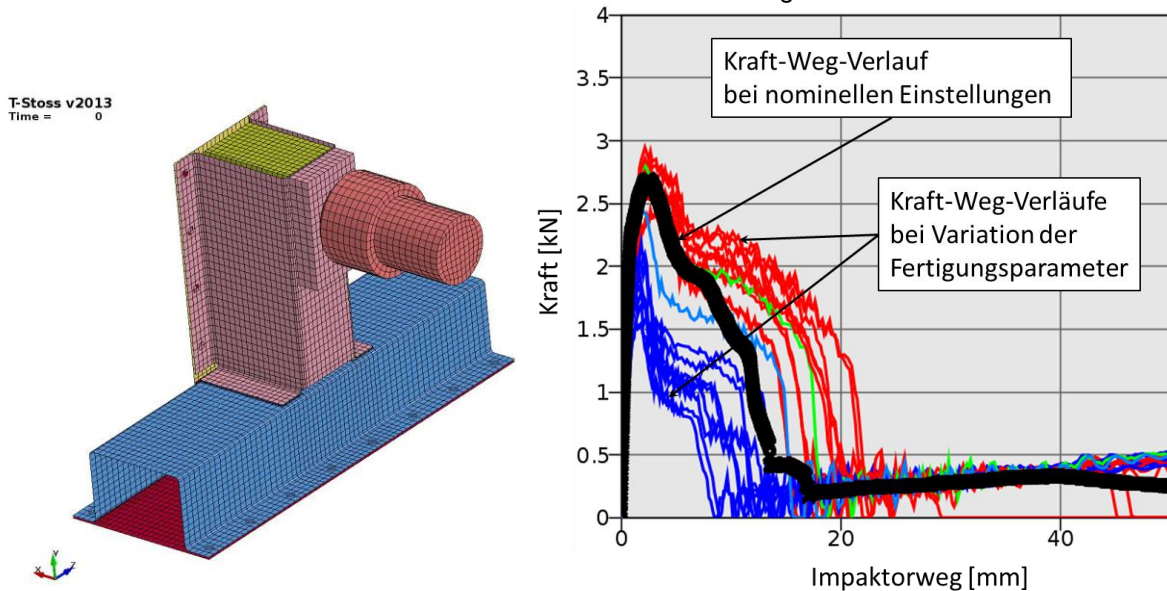 T-Stoss v2013
Time = 0
Y
X
Z
4
3.5
3
2.5
2
1.5
1
0.5
0
0
20
40
Kraft [kN]
Impaktorweg [mm]
Kraft-Weg-Verlauf
bei nominellen Einstellungen
Kraft-Weg-Verläufe
bei Variation der
Fertigungsparameter